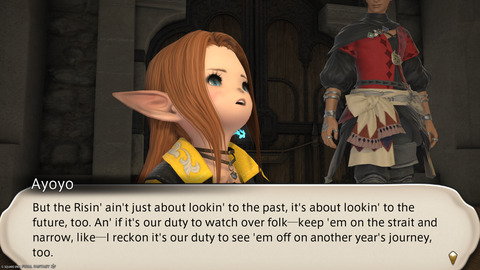 Ayoyo
But the Risin' ain't just about lookin' to the past, it's about lookin' to the
future, too. An' if it's our duty to watch over folk─keep 'em on the strait and
narrow, like─I reckon it's our duty to see 'em off on another year's journey,
too.